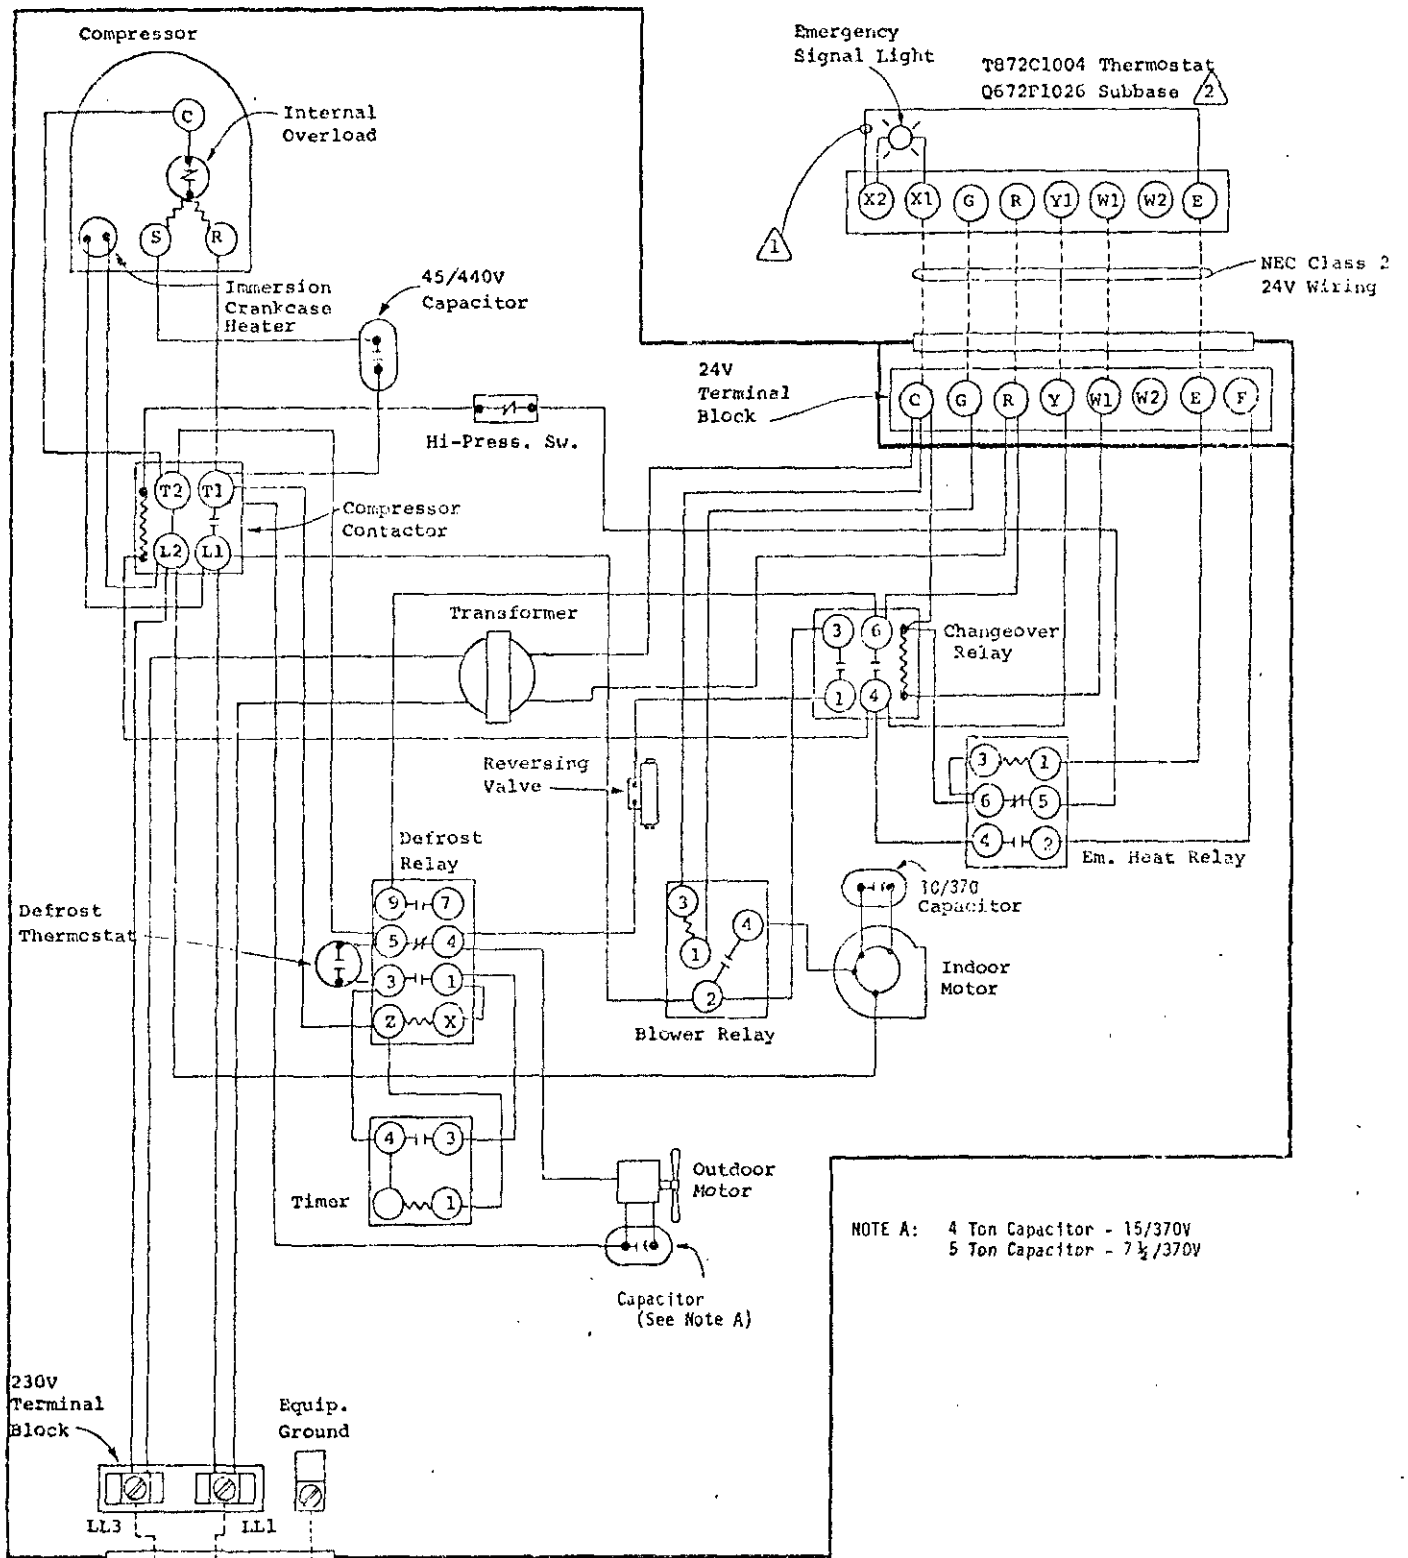 Compressor
C
Internal
Overload
S
R
Immersion
Crankcase
Heater
45/440V
Capacitor
Emergency
Signal Light
T872C1004 Thermostat
Q672F1026 Subbase
2
X2 X1 G R Y1 W1 W2 E
1
NEC Class 2
24V Wiring
24V
Terminal
Block
C G R Y W1 W2 E F
Hi-Press. Sw.
T2 T1
L2 L1
Compressor
Contactor
Transformer
3 6
1 4
Changeover
Relay
Reversing
Valve
3 1
6 5
4 2
Em. Heat Relay
Defrost
Relay
9 7
5 4
3 1
Z X
Defrost
Thermostat
3
4
1
2
Blower Relay
10/370
Capacitor
Indoor
Motor
4 3
1
Timer
Outdoor
Motor
Capacitor
(See Note A)
NOTE A: 4 Ton Capacitor - 15/370V
5 Ton Capacitor - 7½/370V
230V
Terminal
Block
Equip.
Ground
LL3
LL1